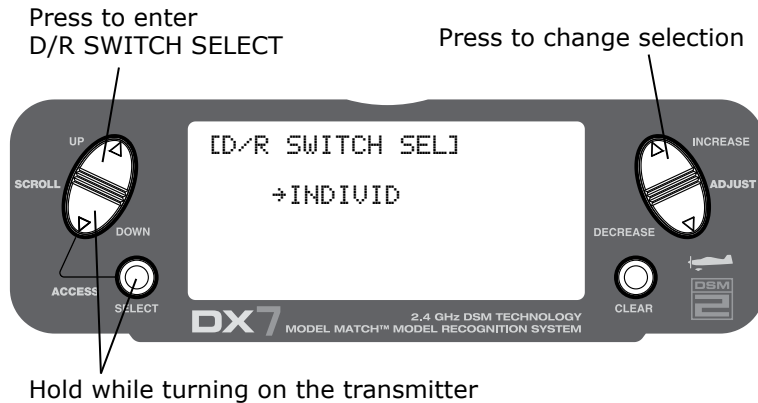 Press to enter
D/R SWITCH SELECT
Press to change selection
UP
SCROLL
DOWN
ACCESS
SELECT
[D/R SWITCH SEL]
→INDIVID
INCREASE
ADJUST
DECREASE
CLEAR
DSM
2
DX7
2.4 GHz DSM TECHNOLOGY
MODEL MATCH™ MODEL RECOGNITION SYSTEM
Hold while turning on the transmitter